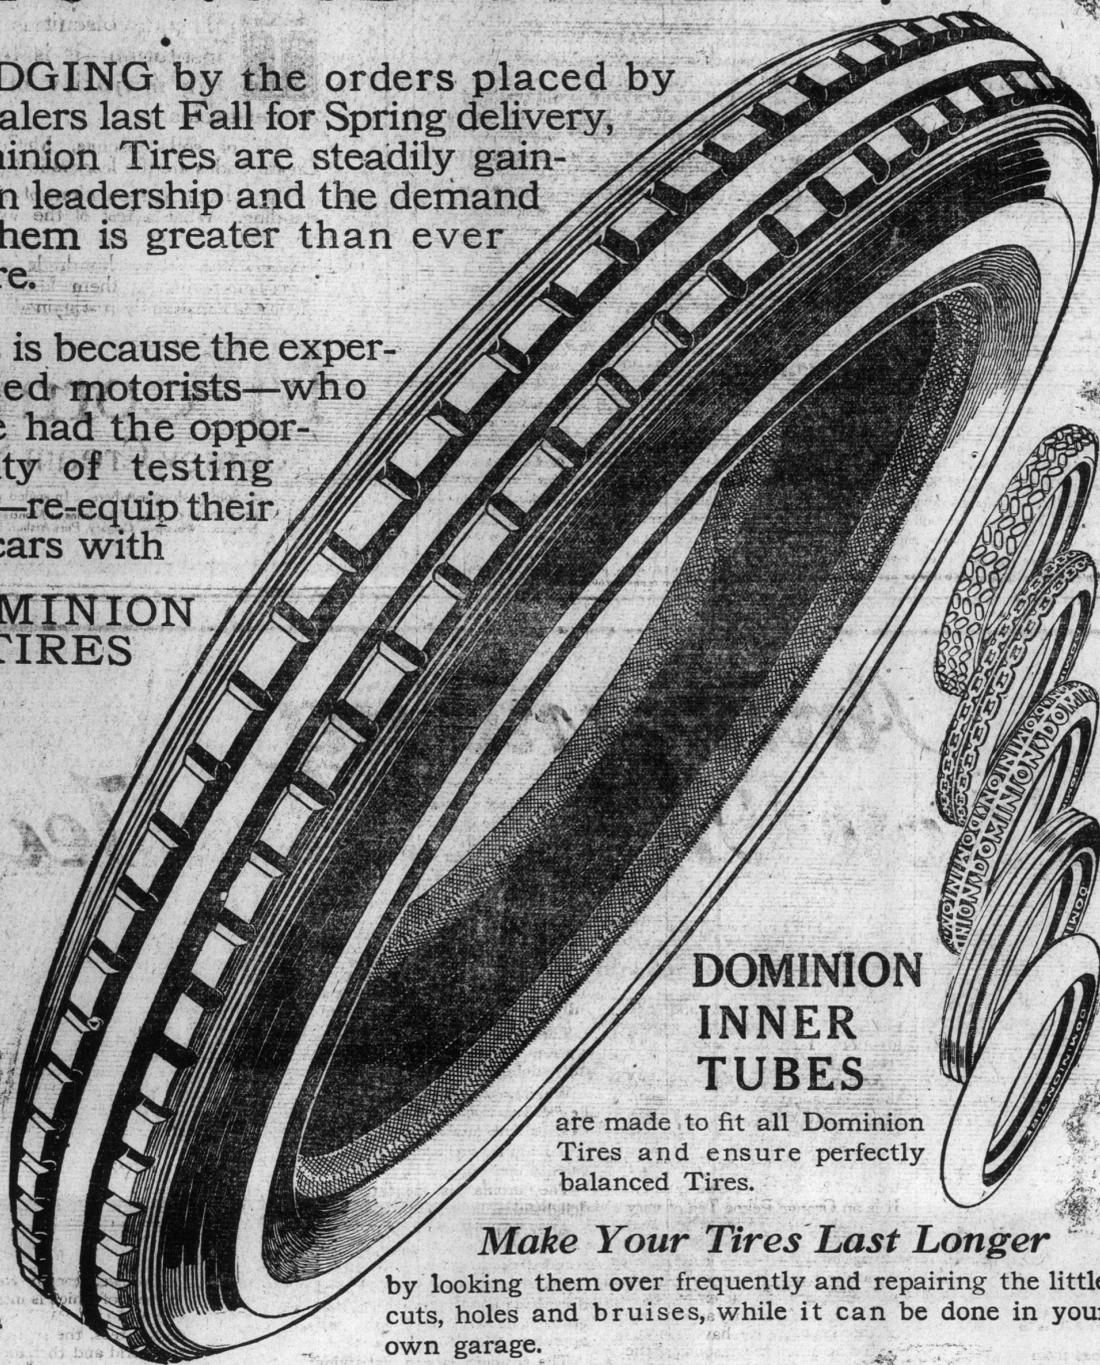 DGING by the orders placed by
alers last Fall for Spring delivery,
inion Tires are steadily gain-
n leadership and the demand
hem is greater than ever
re.
is because the exper-
ed motorists—who
e had the oppor-
ty of testing
—re-equip their
cars with
MINION
TIRES
DOMINION
INNER
TUBES
are made to fit all Dominion
Tires and ensure perfectly
balanced Tires.
Make Your Tires Last Longer
by looking them over frequently and repairing the little
cuts, holes and bruises, while it can be done in your
own garage.
DOMINION
DOMINION
DOMINION TIRE